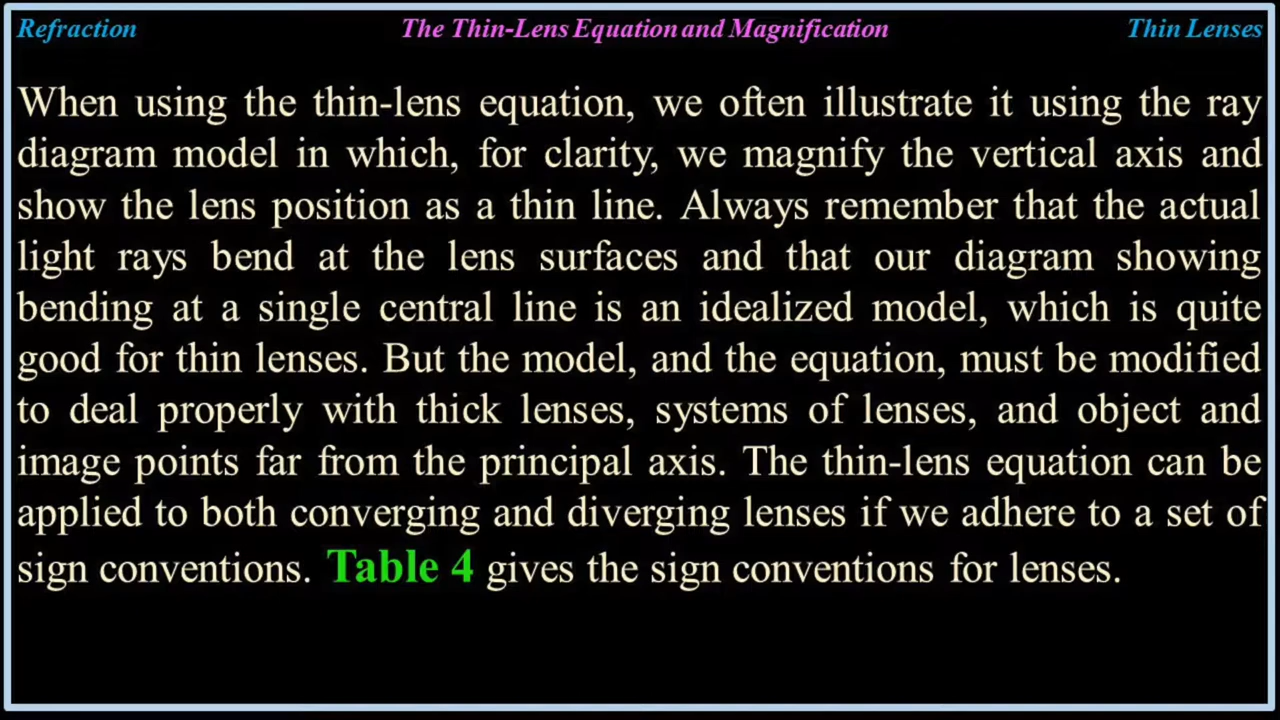 Refraction The Thin-Lens Equation and Magnification Thin Lenses
When using the thin-lens equation, we often illustrate it using the ray
diagram model in which, for clarity, we magnify the vertical axis and
show the lens position as a thin line. Always remember that the actual
light rays bend at the lens surfaces and that our diagram showing
bending at a single central line is an idealized model, which is quite
good for thin lenses. But the model, and the equation, must be modified
to deal properly with thick lenses, systems of lenses, and object and
image points far from the principal axis. The thin-lens equation can be
applied to both converging and diverging lenses if we adhere to a set of
sign conventions. Table 4 gives the sign conventions for lenses.